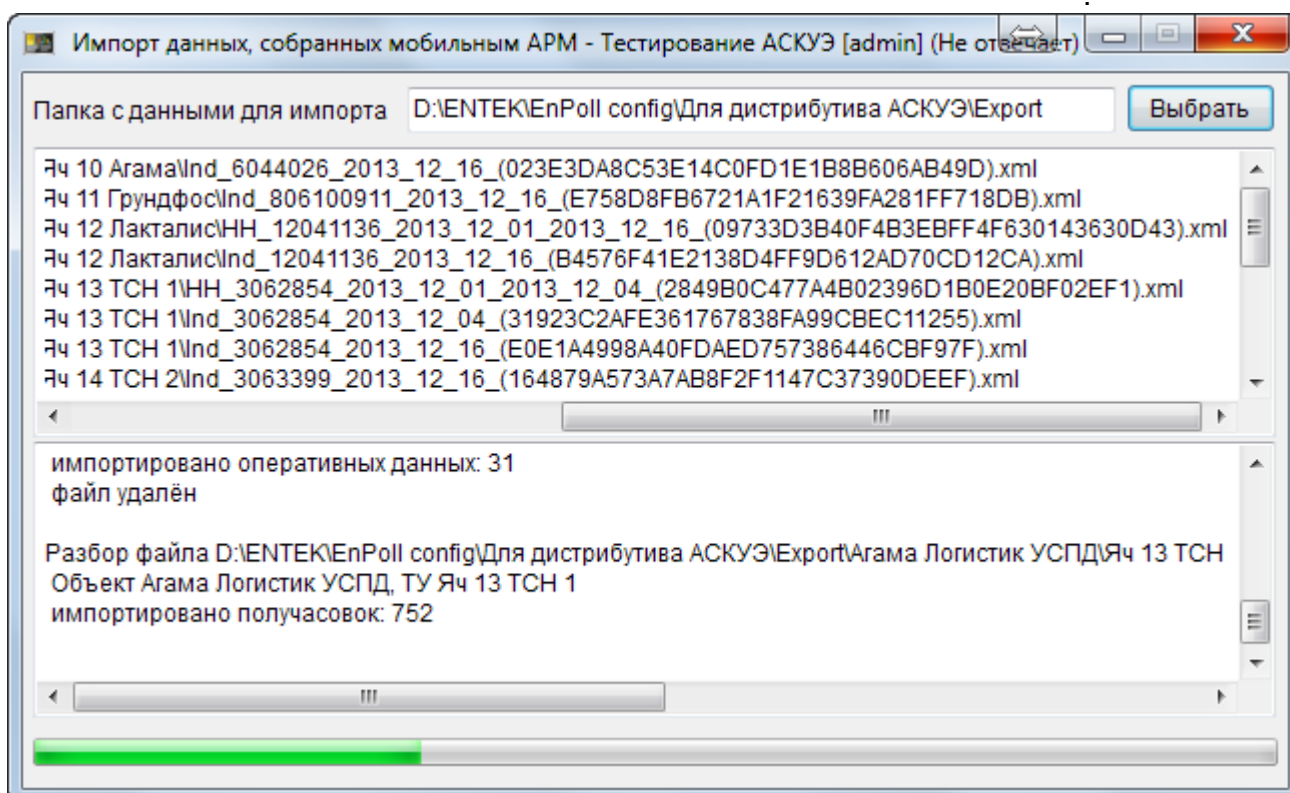 Импорт данных, собранных мобильным АРМ - Тестирование АСКУЭ [admin] (Не отвечает)
Папка с данными для импорта D:\ENTEK\EnPoll config\Для дистрибутива АСКУЭ\Export Выбрать
Яч 10 Агама\Ind_6044026_2013_12_16_(023E3DA8C53E14C0FD1E1B8B606AB49D).xml
Яч 11 Грундфос\Ind_806100911_2013_12_16_(E758D8FB6721A1F21639FA281FF718DB).xml
Яч 12 Лакталис\HH_12041136_2013_12_01_2013_12_16_(09733D3B40F4B3EBFF4F630143630D43).xml
Яч 12 Лакталис\Ind_12041136_2013_12_16_(B4576F41E2138D4FF9D612AD70CD12CA).xml
Яч 13 ТСН 1\HH_3062854_2013_12_01_2013_12_04_(2849B0C477A4B02396D1B0E20BF02EF1).xml
Яч 13 ТСН 1\Ind_3062854_2013_12_04_(31923C2AFE361767838FA99CBEC11255).xml
Яч 13 ТСН 1\Ind_3062854_2013_12_16_(E0E1A4998A40FDAED757386446CBF97F).xml
Яч 14 ТСН 2\Ind_3063399_2013_12_16_(164879A573A7AB8F2F1147C37390DEEF).xml
импортировано оперативных данных: 31
файл удалён
Разбор файла D:\ENTEK\EnPoll config\Для дистрибутива АСКУЭ\Export\Агама Логистик УСПД\Яч 13 ТСН
Объект Агама Логистик УСПД, ТУ Яч 13 ТСН 1
импортировано получасовок: 752